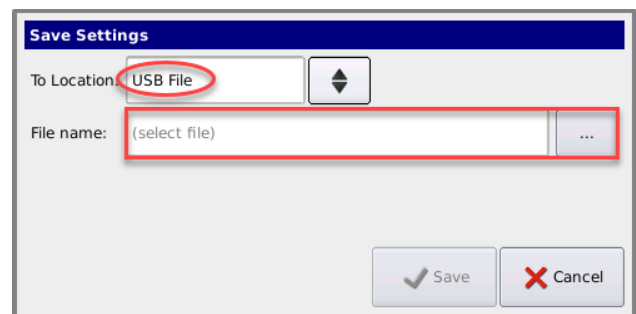 Save Settings
To Location: USB File
File name: (select file) ...
Save Cancel